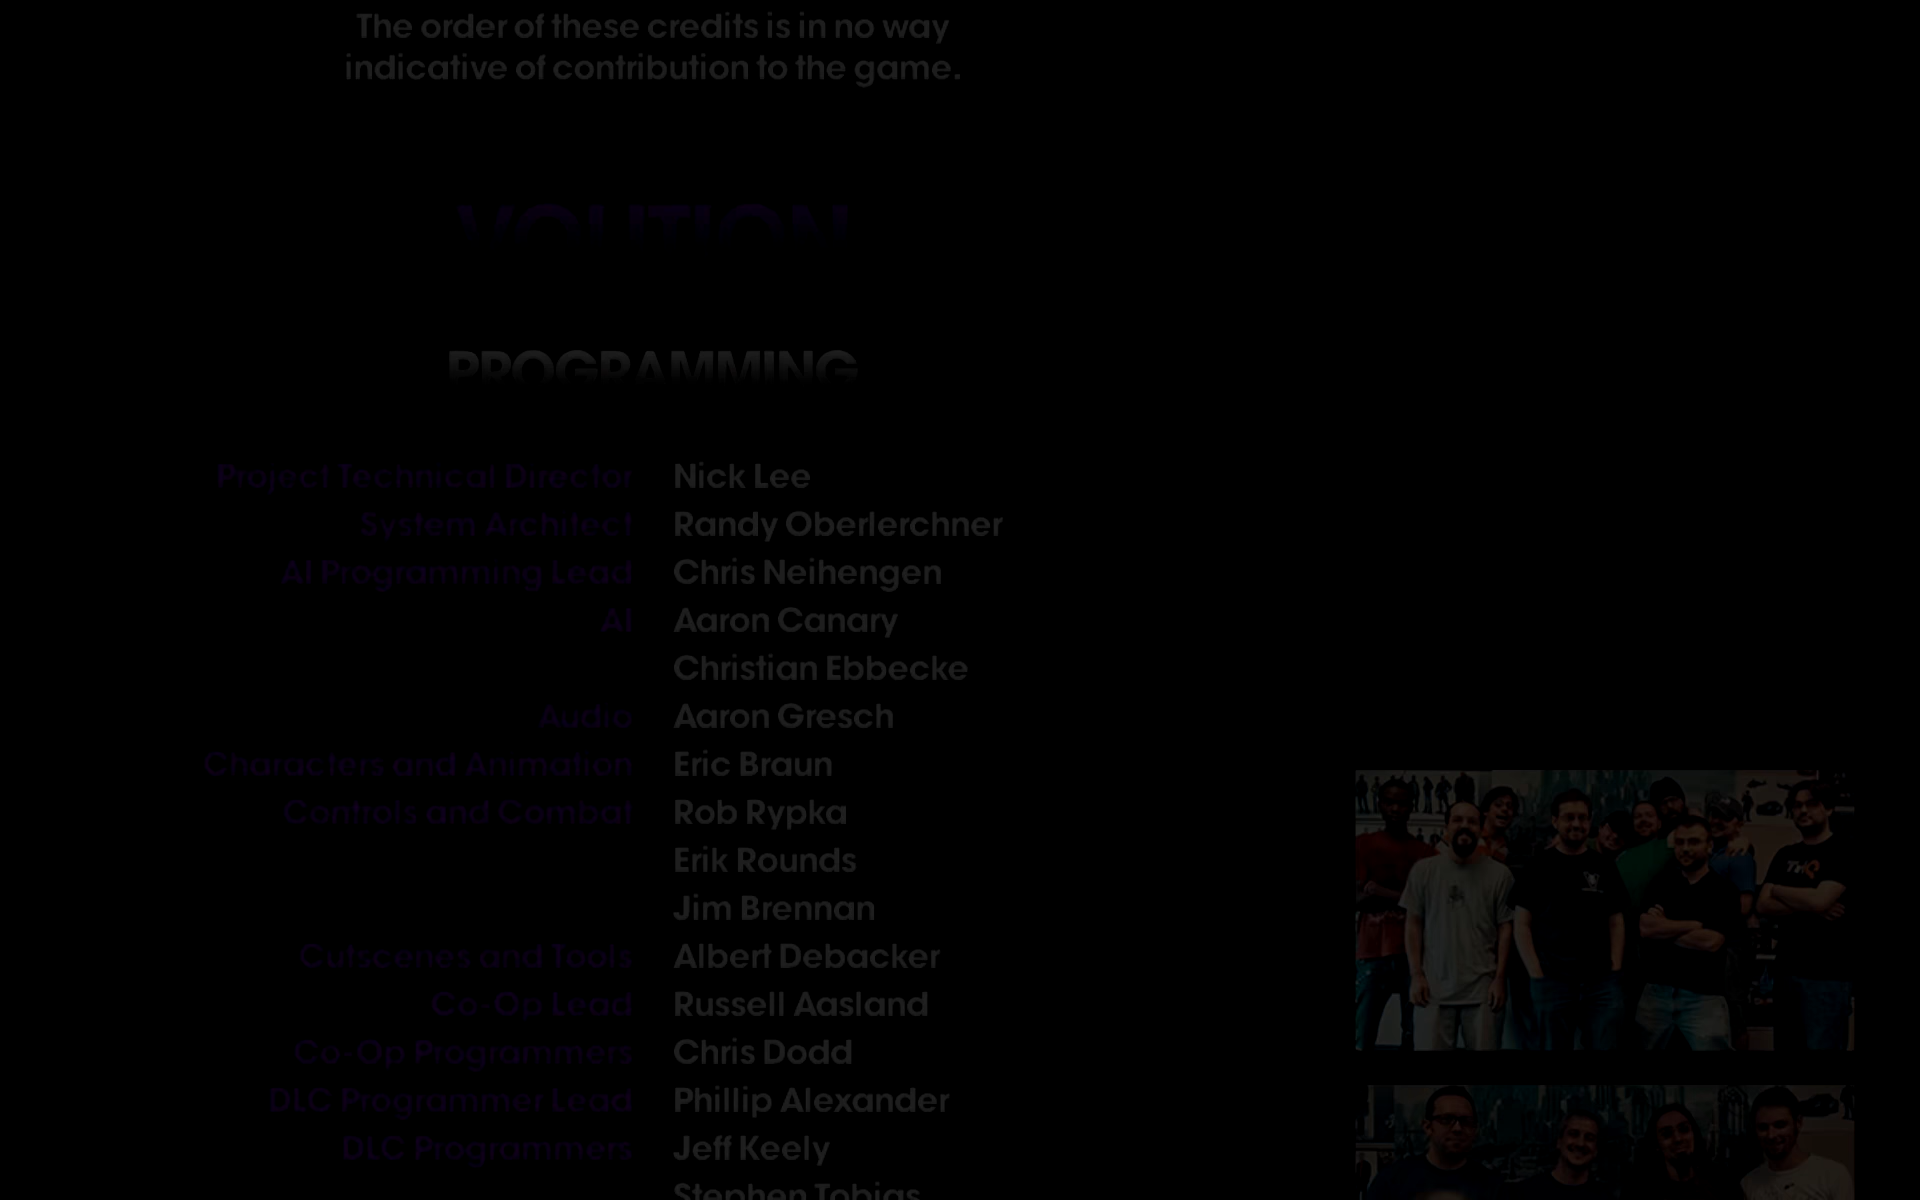 The order of these credits is in no way
indicative of contribution to the game.
VOLITION
PROGRAMMING
Project Technical Director Nick Lee
System Architect Randy Oberlerchner
AI Programming Lead Chris Neihengen
AI Aaron Canary
Christian Ebbecke
Audio Aaron Gresch
Characters and Animation Eric Braun
Controls and Combat Rob Rypka
Erik Rounds
Jim Brennan
Cutscenes and Tools Albert Debacker
Co-Op Lead Russell Aasland
Co-Op Programmers Chris Dodd
DLC Programmer Lead Phillip Alexander
DLC Programmers Jeff Keely
Stephen Tobias
THQ